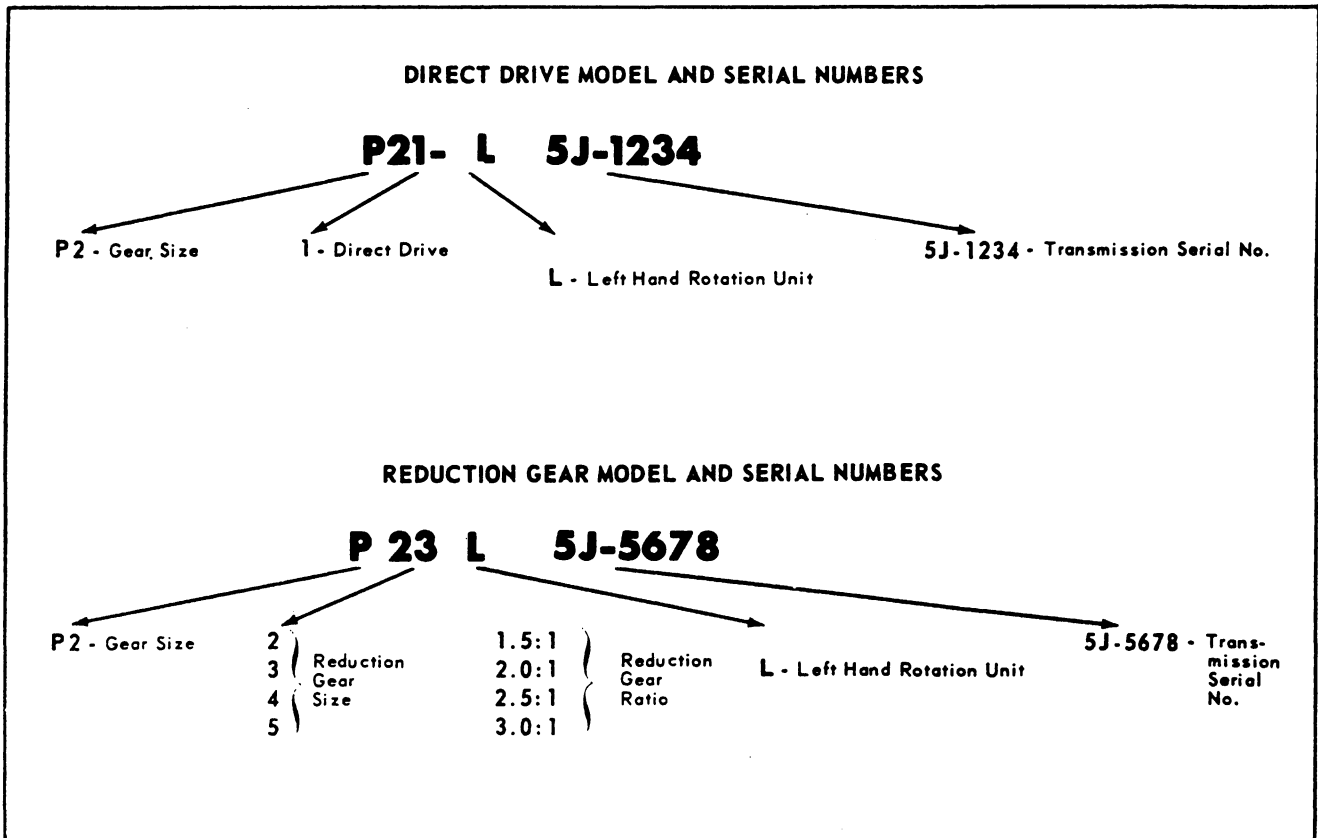 DIRECT DRIVE MODEL AND SERIAL NUMBERS
P21- L 5J-1234
P2 - Gear Size
1 - Direct Drive
L - Left Hand Rotation Unit
5J-1234 - Transmission Serial No.
REDUCTION GEAR MODEL AND SERIAL NUMBERS
P 23 L 5J-5678
P2 - Gear Size
2
3
4
5
Reduction
Gear
Size
1.5:1
2.0:1
2.5:1
3.0:1
Reduction
Gear
Ratio
L - Left Hand Rotation Unit
5J-5678 - Trans-
mission
Serial
No.